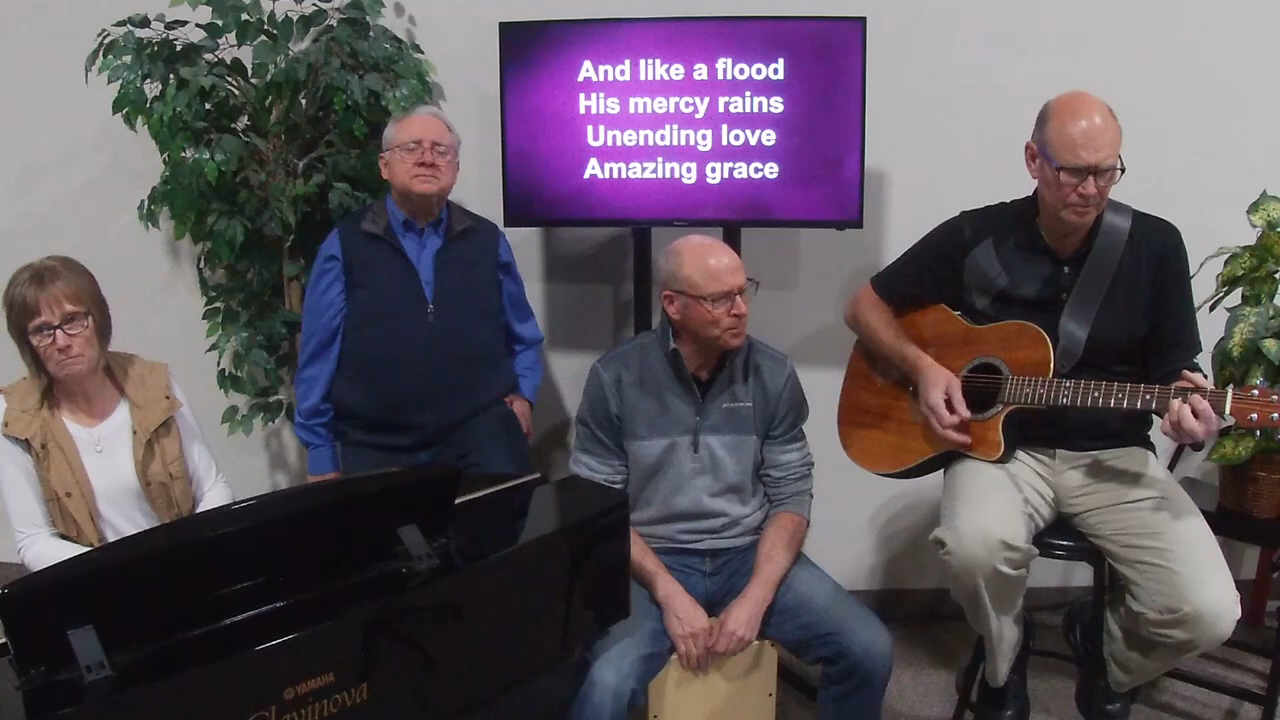 And like a flood
His mercy rains
Unending love
Amazing grace
YAMAHA
Clavinova